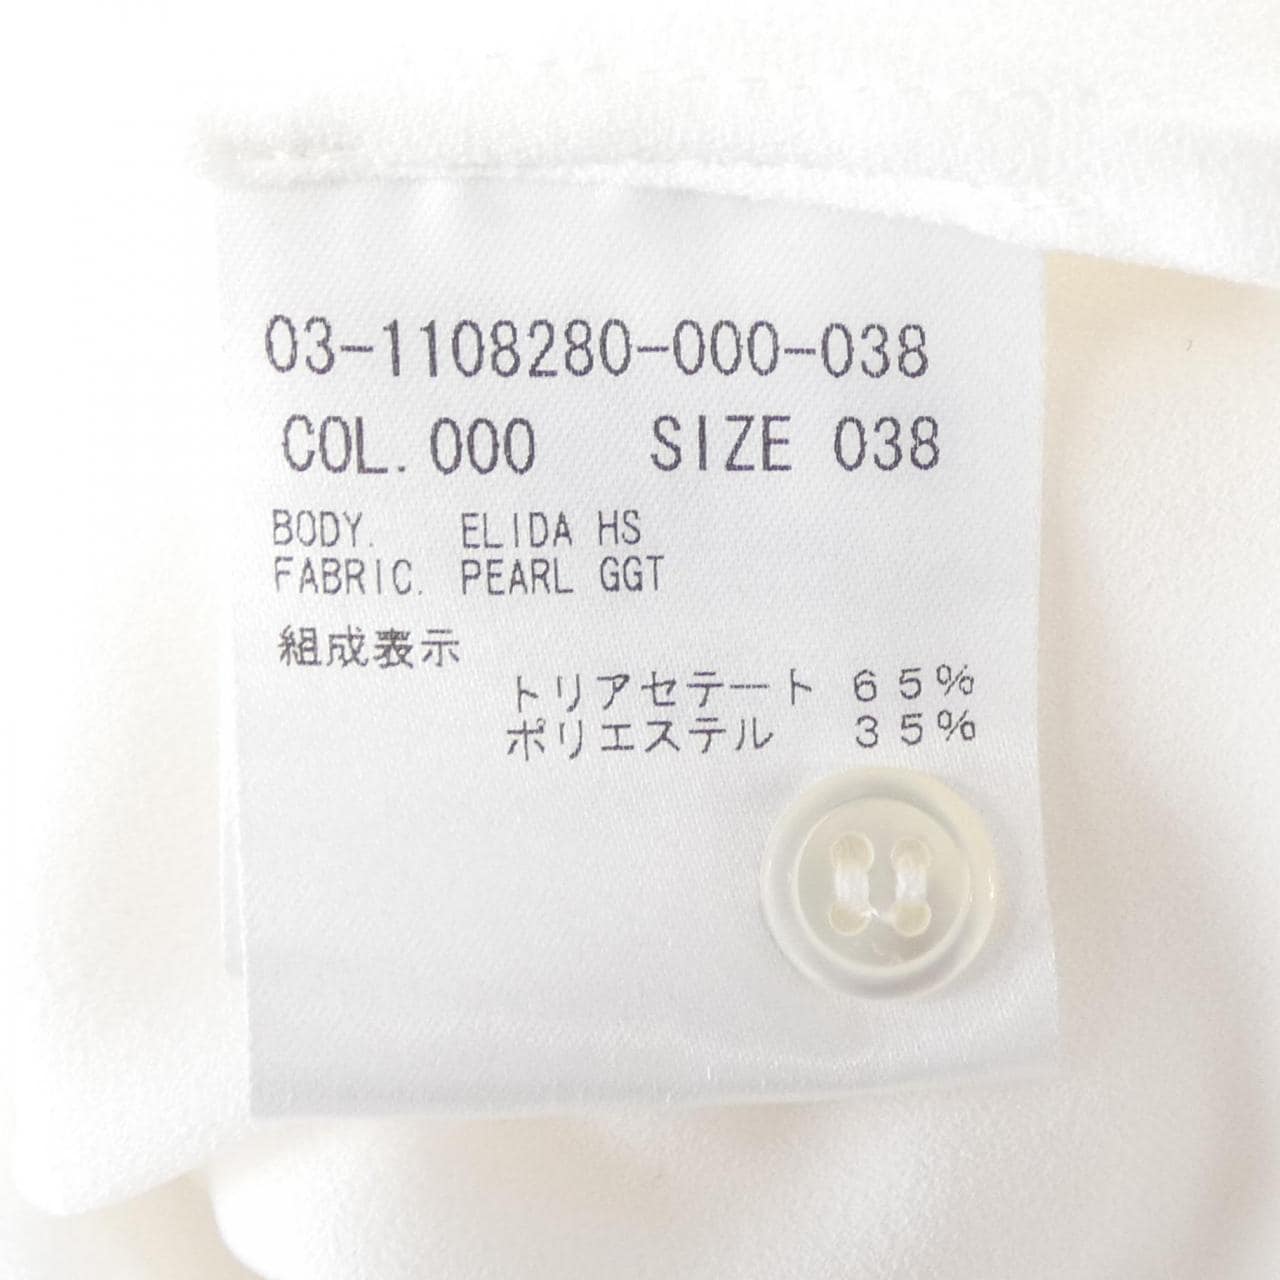 03-1108280-000-038
COL. 000 SIZE 038
BODY. ELIDA HS
FABRIC. PEARL GGT
組成表示
トリアセテート 65%
ポリエステル 35%